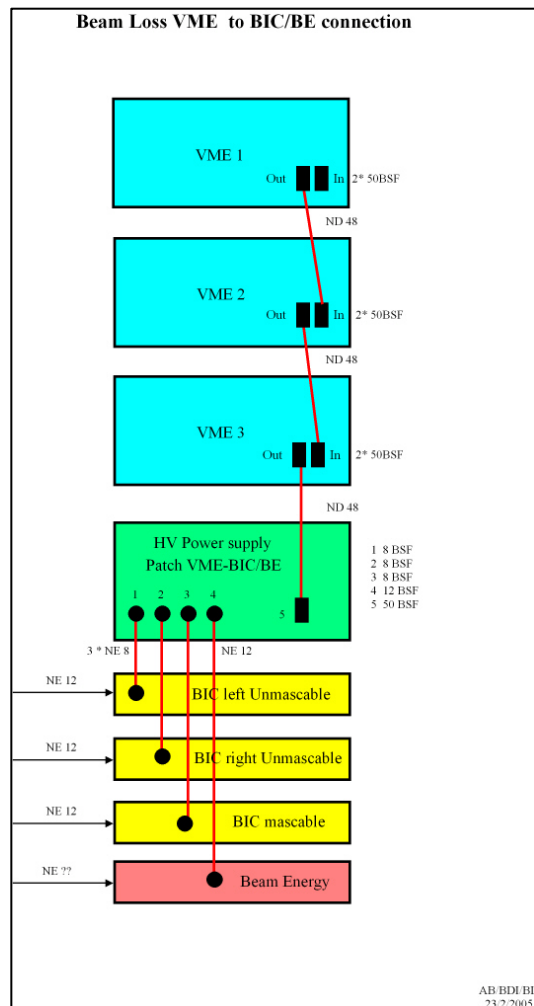 Beam Loss VME to BIC/BE connection
VME 1
Out In 2* 50BSF
ND 48
VME 2
Out In 2* 50BSF
ND 48
VME 3
Out In 2* 50BSF
ND 48
HV Power supply
Patch VME-BIC/BE
1 8 BSF
2 8 BSF
3 8 BSF
4 12 BSF
5 50 BSF
1 2 3 4
5
3 * NE 8 NE 12
NE 12
BIC left Unmascable
NE 12
BIC right Unmascable
NE 12
BIC mascable
NE ??
Beam Energy
AB/BDI/BL
23/2/2005